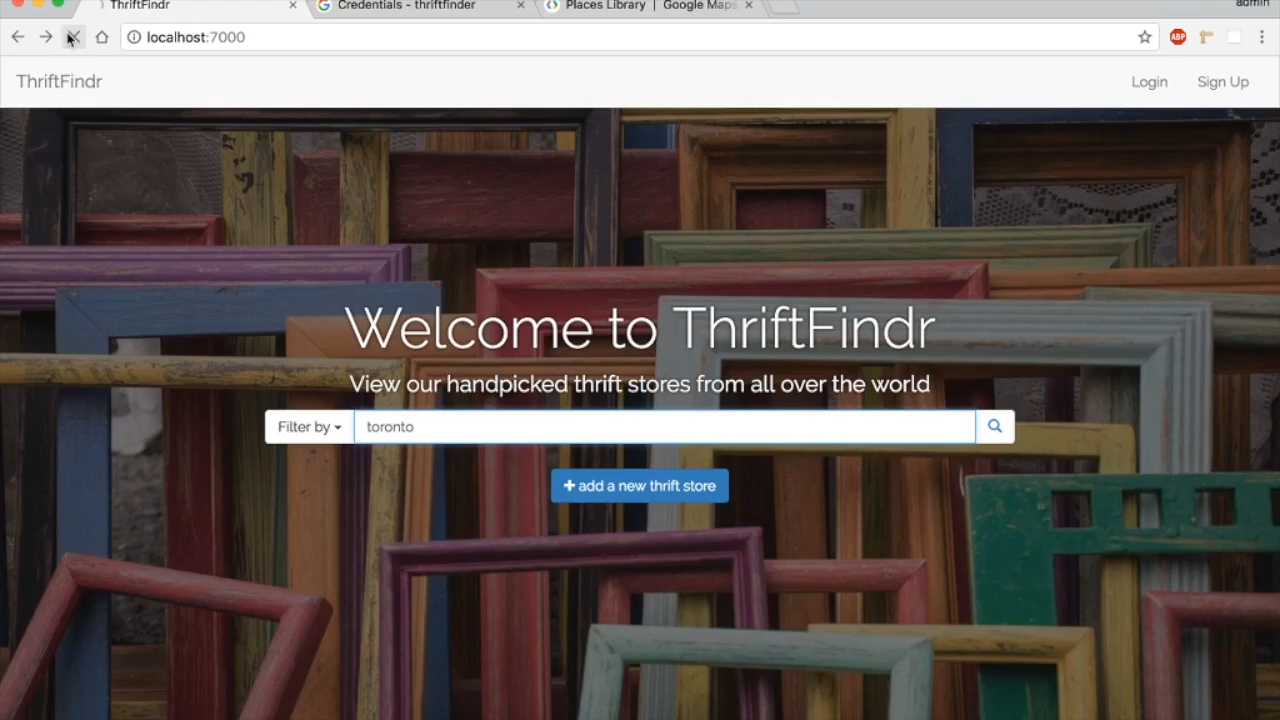 ThriftFindr
Credentials - thriftfinder
Places Library | Google Maps
admin
localhost:7000
ABP
ThriftFindr
Login
Sign Up
Welcome to ThriftFindr
View our handpicked thrift stores from all over the world
Filter by
toronto
add a new thrift store